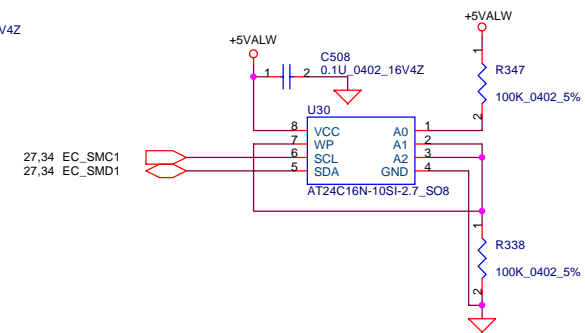 V4Z
+5VALW
+5VALW
C508
1 2
0.1U_0402_16V4Z
1
R347
100K_0402_5%
2
U30
8 VCC A0 1
7 WP A1 2
27,34 EC_SMC1 6 SCL A2 3
27,34 EC_SMD1 5 SDA GND 4
AT24C16N-10SI-2.7_SO8
1
R338
100K_0402_5%
2